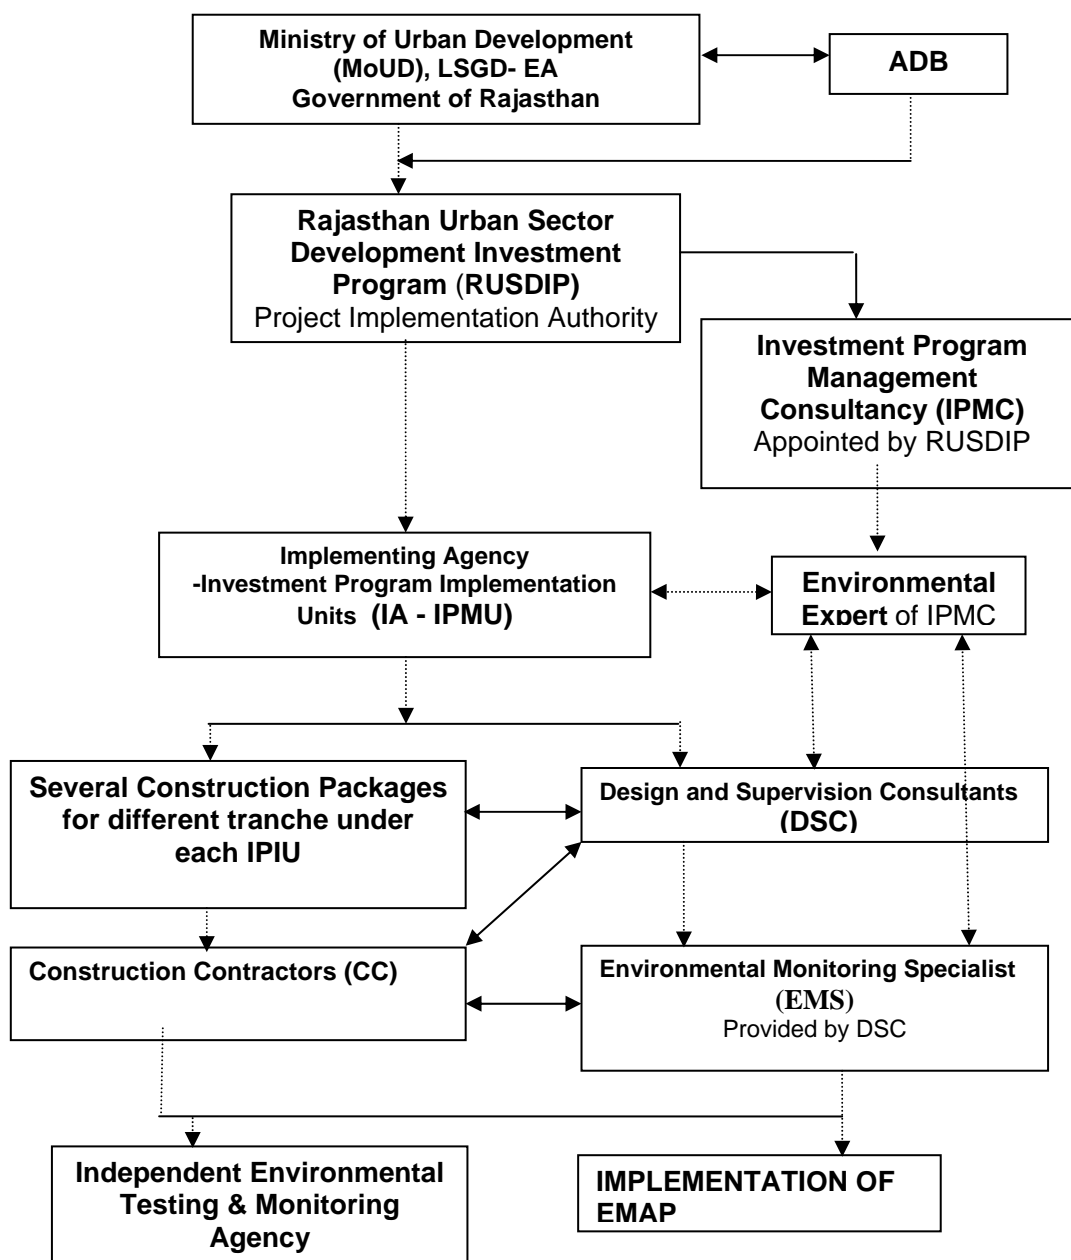 Ministry of Urban Development
(MoUD), LSGD- EA
Government of Rajasthan
ADB
Rajasthan Urban Sector
Development Investment
Program (RUSDIP)
Project Implementation Authority
Investment Program
Management
Consultancy (IPMC)
Appointed by RUSDIP
Implementing Agency
-Investment Program Implementation
Units (IA - IPMU)
Environmental
Expert of IPMC
Several Construction Packages
for different tranche under
each IPIU
Design and Supervision Consultants
(DSC)
Construction Contractors (CC)
Environmental Monitoring Specialist
(EMS)
Provided by DSC
Independent Environmental
Testing & Monitoring
Agency
IMPLEMENTATION OF
EMAP